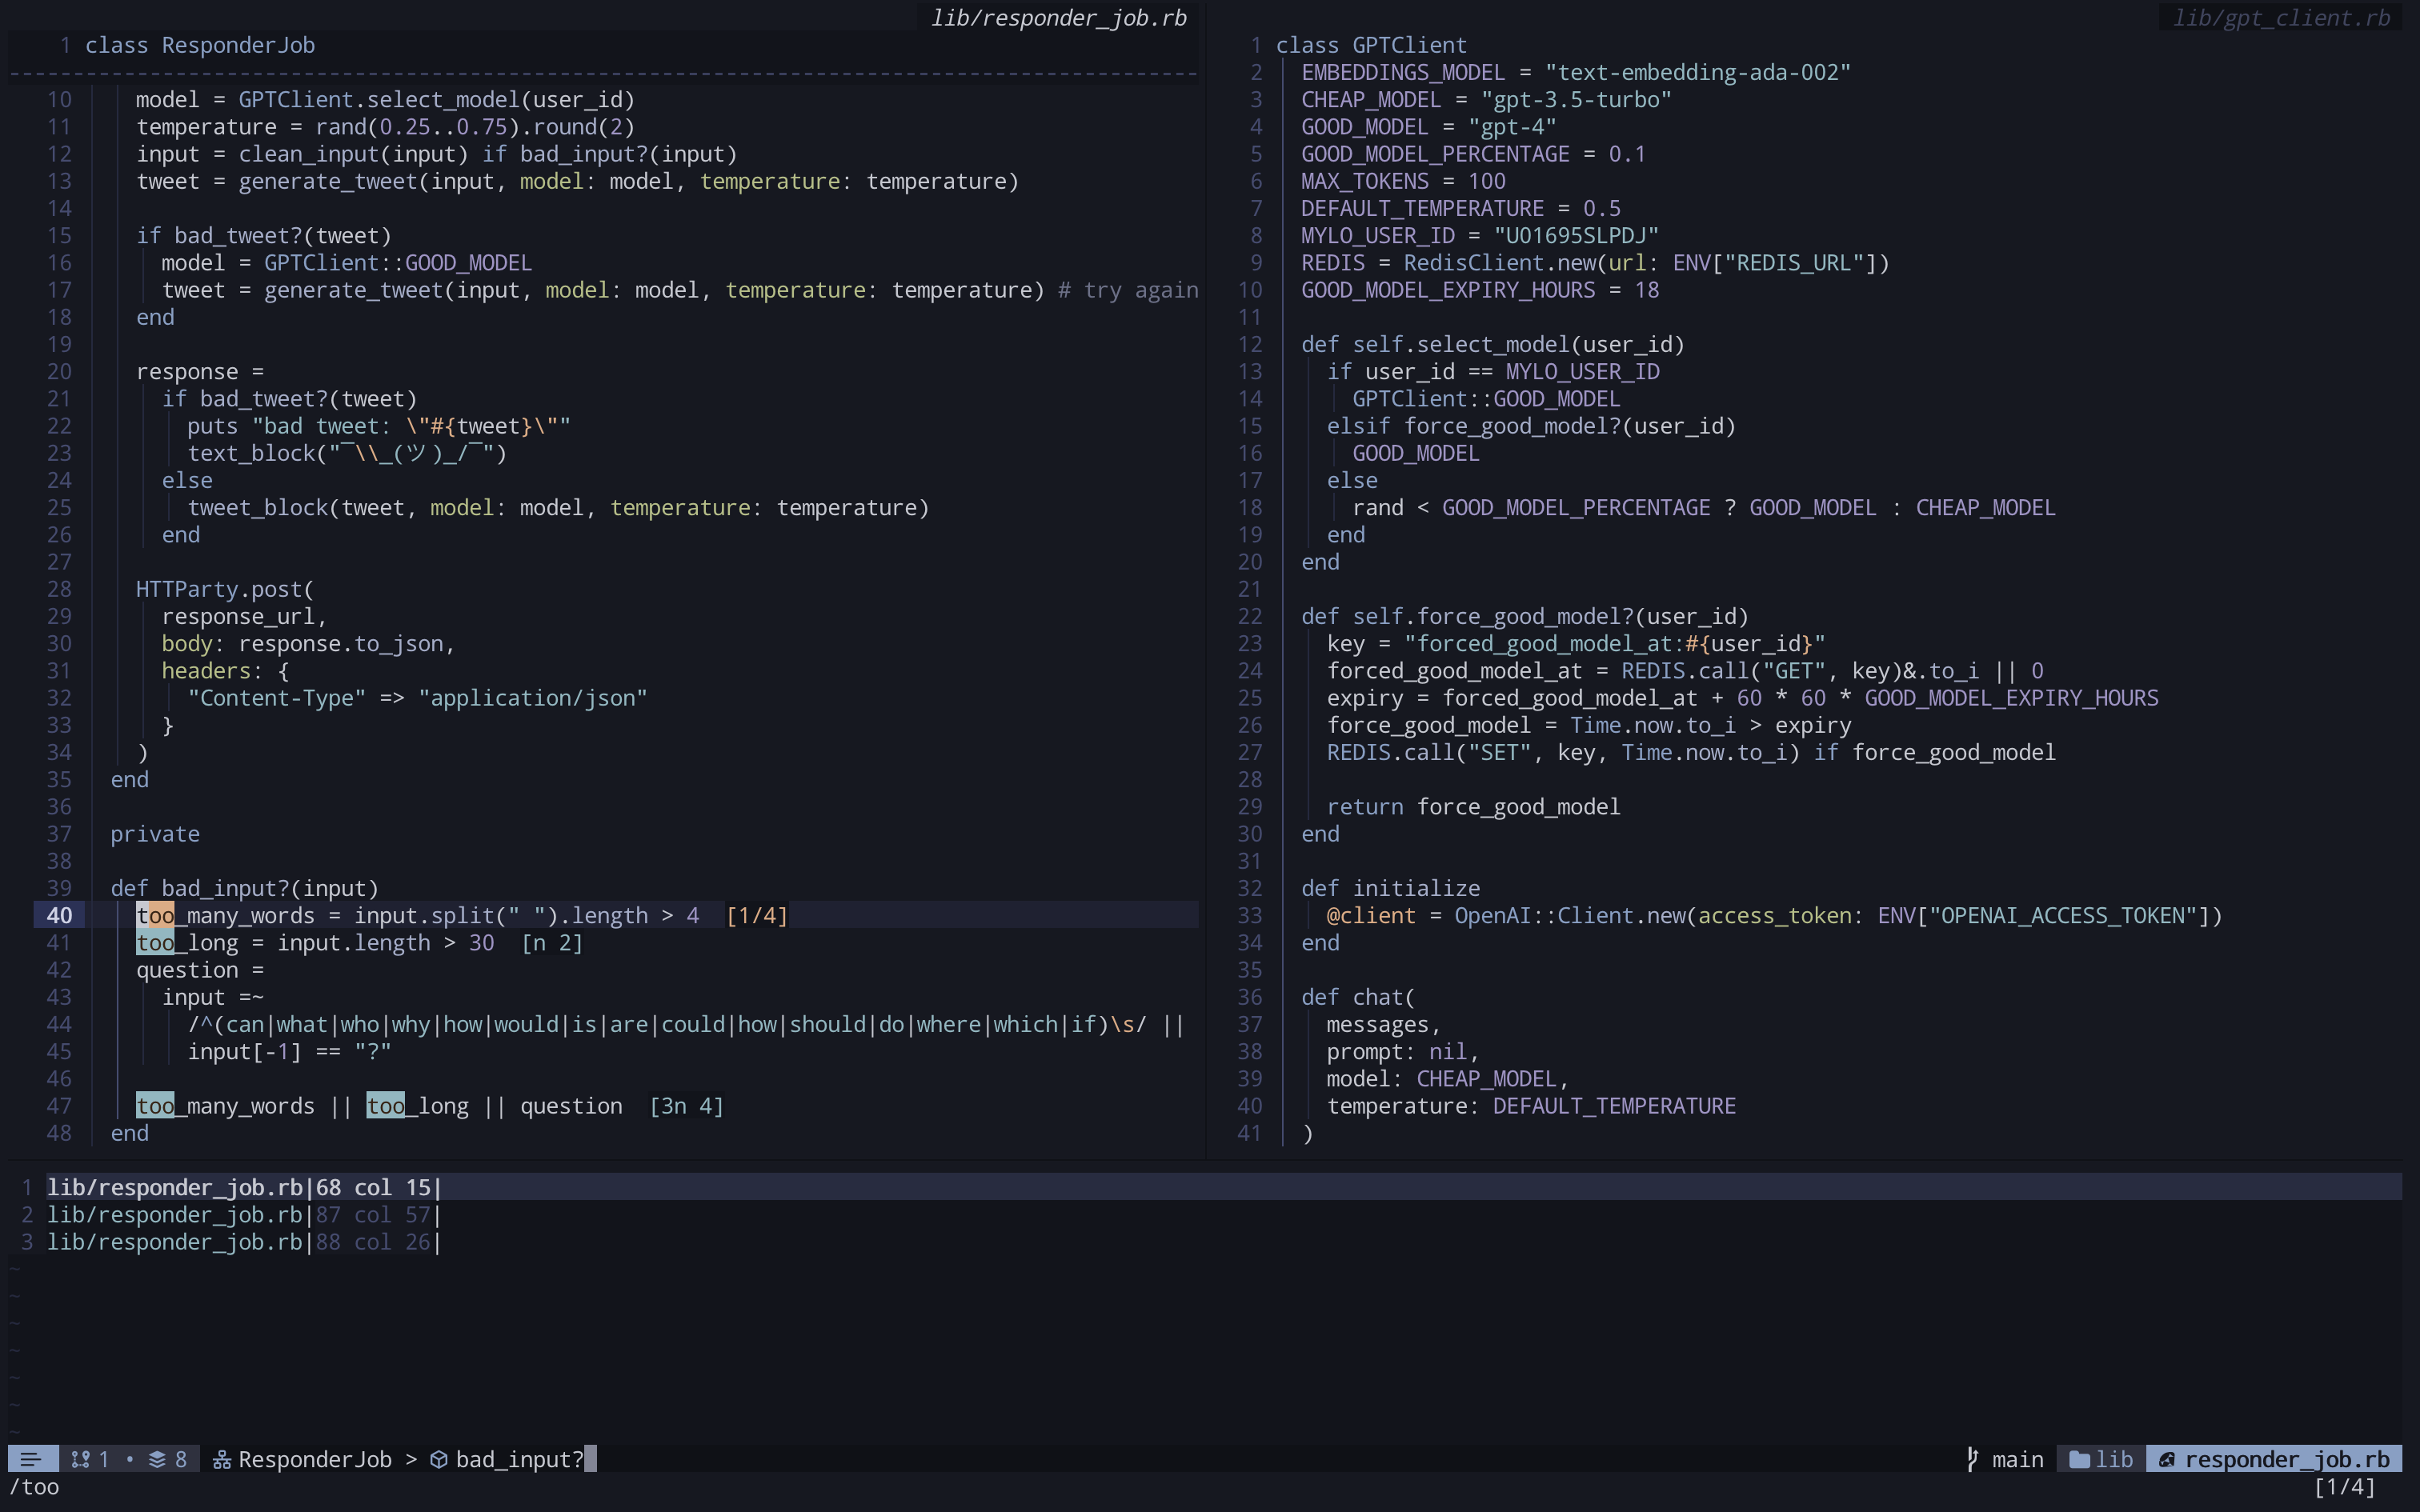 lib/responder_job.rb
1 class ResponderJob
10 model = GPTClient.select_model(user_id)
11 temperature = rand(0.25..0.75).round(2)
12 input = clean_input(input) if bad_input?(input)
13 tweet = generate_tweet(input, model: model, temperature: temperature)
14
15 if bad_tweet?(tweet)
16 model = GPTClient::GOOD_MODEL
17 tweet = generate_tweet(input, model: model, temperature: temperature) # try again
18 end
19
20 response =
21 if bad_tweet?(tweet)
22 puts "bad tweet: \"#{tweet}\""
23 text_block("¯\\_(ツ)_/¯")
24 else
25 tweet_block(tweet, model: model, temperature: temperature)
26 end
27
28 HTTParty.post(
29 response_url,
30 body: response.to_json,
31 headers: {
32 "Content-Type" => "application/json"
33 }
34 )
35 end
36
37 private
38
39 def bad_input?(input)
40 too_many_words = input.split(" ").length > 4 [1/4]
41 too_long = input.length > 30 [n 2]
42 question =
43 input =~
44 /^(can|what|who|why|how|would|is|are|could|how|should|do|where|which|if)\s/ ||
45 input[-1] == "?"
46
47 too_many_words || too_long || question [3n 4]
48 end
lib/gpt_client.rb
1 class GPTClient
2 EMBEDDINGS_MODEL = "text-embedding-ada-002"
3 CHEAP_MODEL = "gpt-3.5-turbo"
4 GOOD_MODEL = "gpt-4"
5 GOOD_MODEL_PERCENTAGE = 0.1
6 MAX_TOKENS = 100
7 DEFAULT_TEMPERATURE = 0.5
8 MYLO_USER_ID = "U01695SLPDJ"
9 REDIS = RedisClient.new(url: ENV["REDIS_URL"])
10 GOOD_MODEL_EXPIRY_HOURS = 18
11
12 def self.select_model(user_id)
13 if user_id == MYLO_USER_ID
14 GPTClient::GOOD_MODEL
15 elsif force_good_model?(user_id)
16 GOOD_MODEL
17 else
18 rand < GOOD_MODEL_PERCENTAGE ? GOOD_MODEL : CHEAP_MODEL
19 end
20 end
21
22 def self.force_good_model?(user_id)
23 key = "forced_good_model_at:#{user_id}"
24 forced_good_model_at = REDIS.call("GET", key)&.to_i || 0
25 expiry = forced_good_model_at + 60 * 60 * GOOD_MODEL_EXPIRY_HOURS
26 force_good_model = Time.now.to_i > expiry
27 REDIS.call("SET", key, Time.now.to_i) if force_good_model
28
29 return force_good_model
30 end
31
32 def initialize
33 @client = OpenAI::Client.new(access_token: ENV["OPENAI_ACCESS_TOKEN"])
34 end
35
36 def chat(
37 messages,
38 prompt: nil,
39 model: CHEAP_MODEL,
40 temperature: DEFAULT_TEMPERATURE
41 )
1 lib/responder_job.rb|68 col 15|
2 lib/responder_job.rb|87 col 57|
3 lib/responder_job.rb|88 col 26|
~
~
~
~
~
~
~
1 • 8 ResponderJob > bad_input? main lib responder_job.rb
/too [1/4]